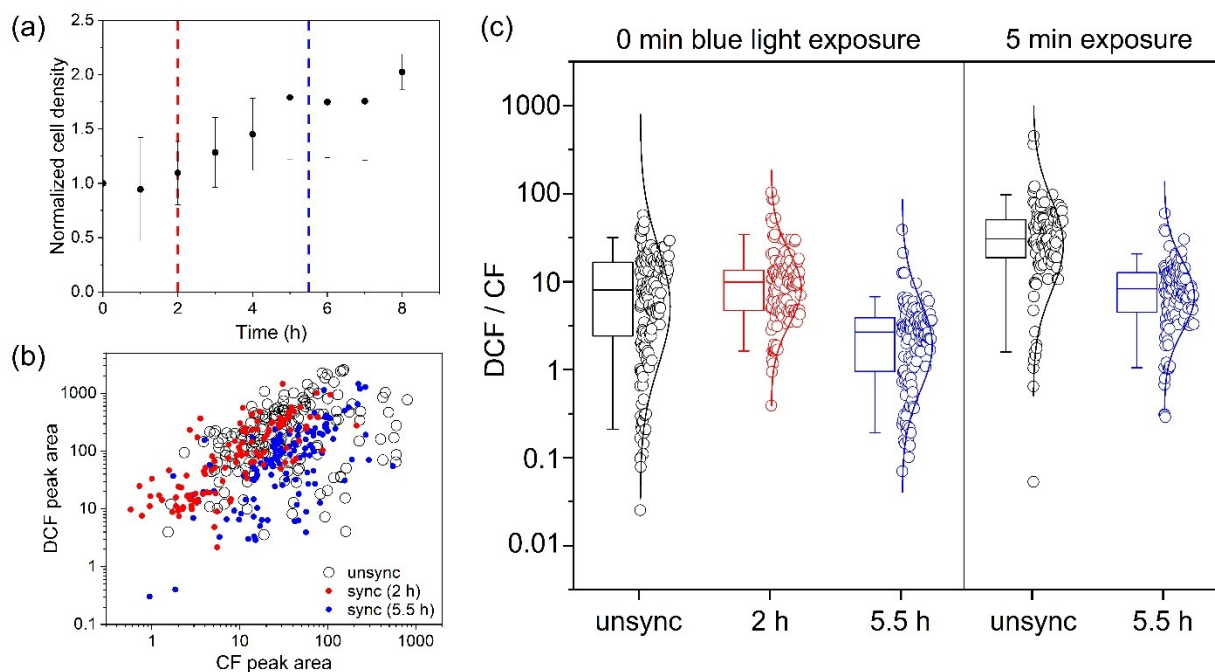 (a)
Normalized cell density
2.5
2.0
1.5
1.0
0.5
0.0
0 2 4 6 8
Time (h)
(b)
DCF peak area
1000
100
10
1
0.1
1 10 100 1000
CF peak area
unsync
sync (2 h)
sync (5.5 h)
(c)
0 min blue light exposure 5 min exposure
DCF / CF
1000
100
10
1
0.1
0.01
unsync 2 h 5.5 h unsync 5.5 h